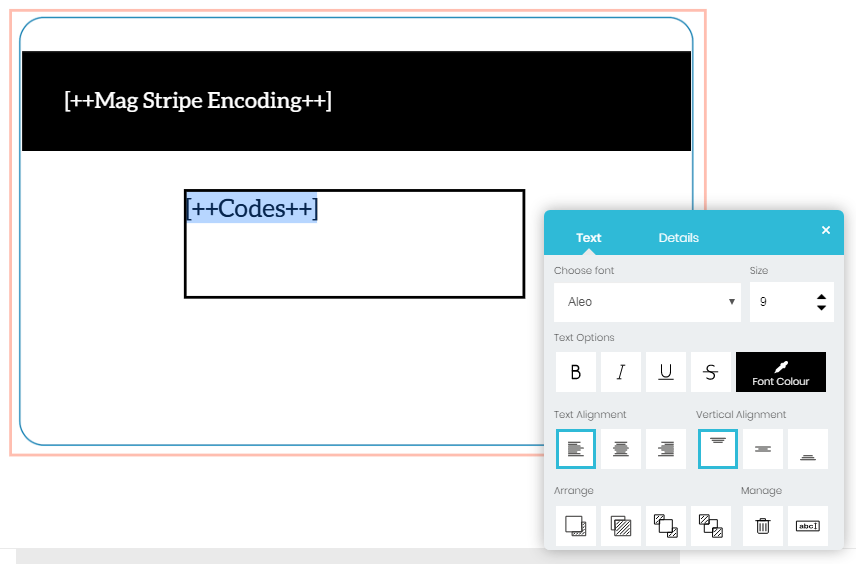 [++Mag Stripe Encoding++]
[++Codes++]
Text Details ×
Choose font Size
Aleo 9
Text Options
B I U S Font Colour
Text Alignment Vertical Alignment
Arrange Manage
abc